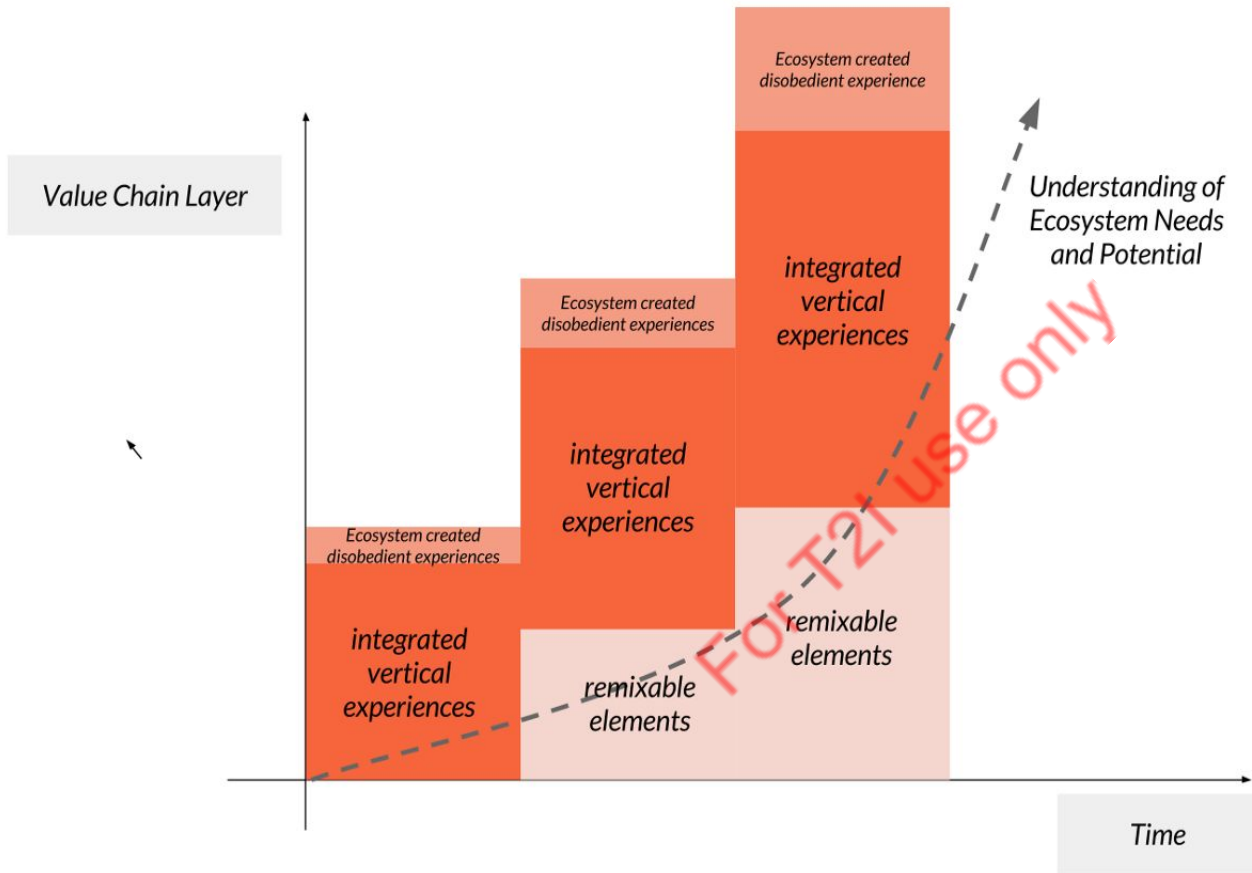 Ecosystem created
disobedient experience
Value Chain Layer
Understanding of
Ecosystem Needs
and Potential
integrated
vertical
experiences
Ecosystem created
disobedient experiences
integrated
vertical
experiences
Ecosystem created
disobedient experiences
integrated
vertical
experiences
remixable
elements
remixable
elements
For T2t use only
Time